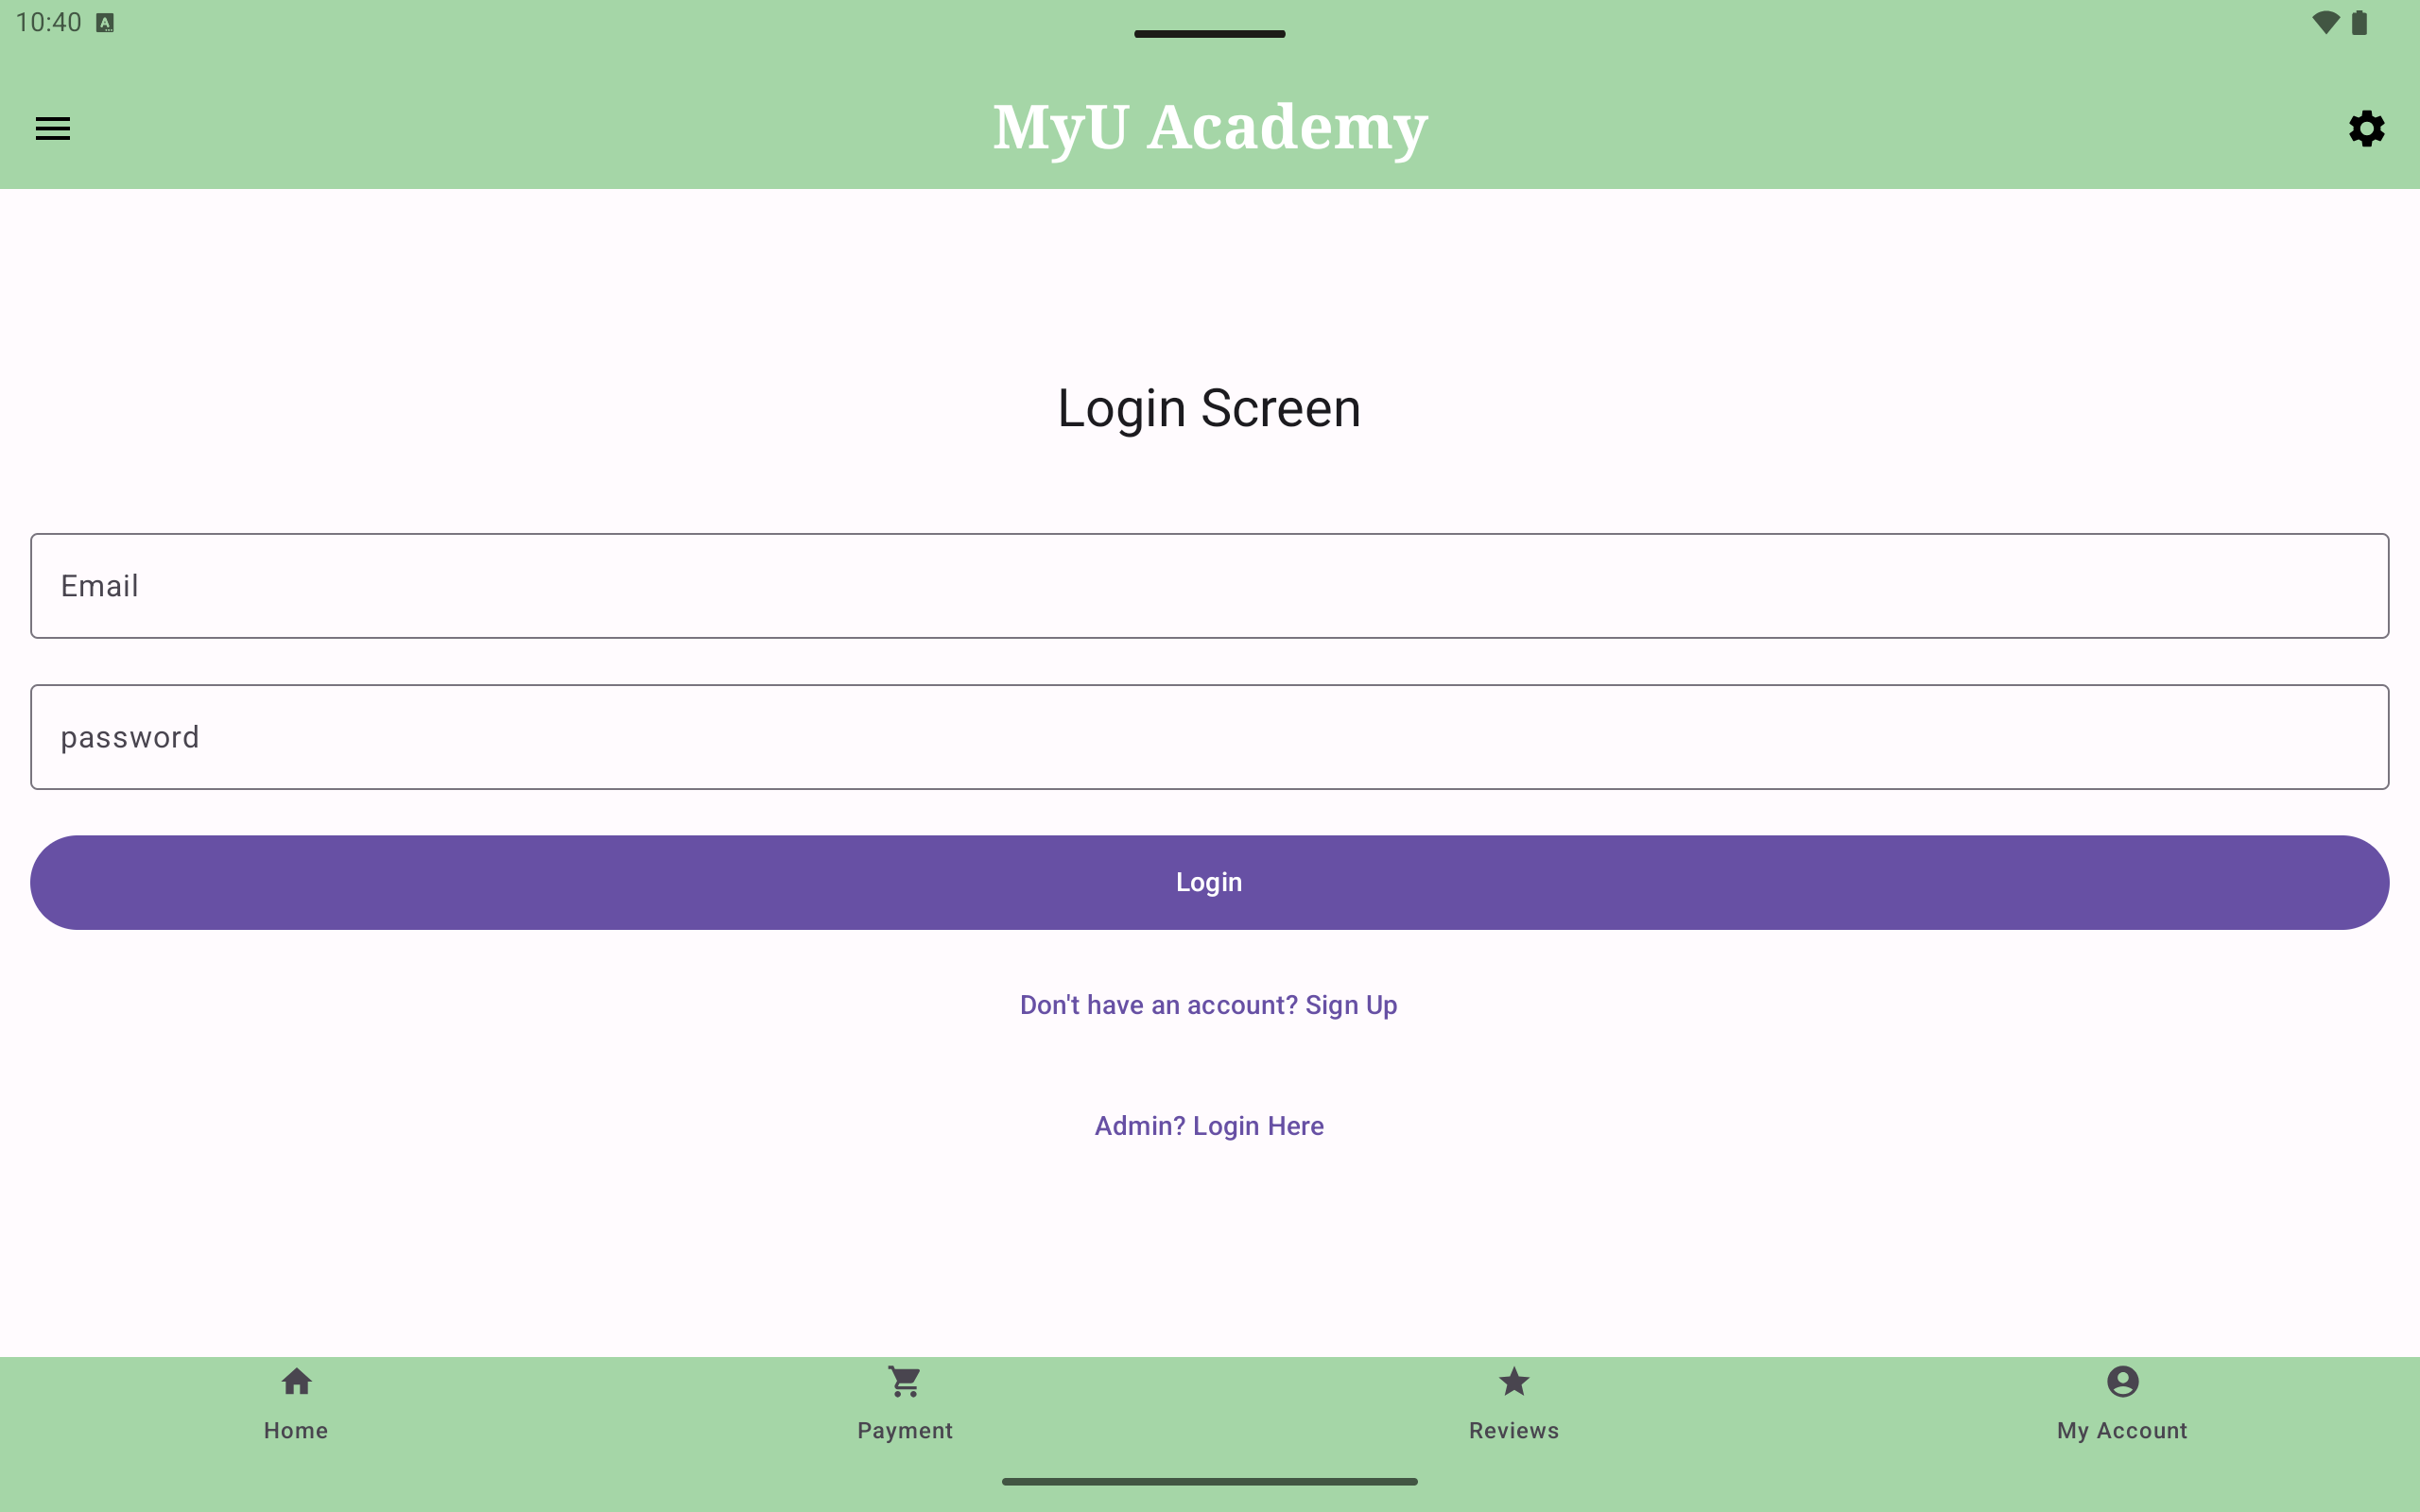 10:40
MyU Academy
Login Screen
Email
password
Login
Don't have an account? Sign Up
Admin? Login Here
Home
Payment
Reviews
My Account